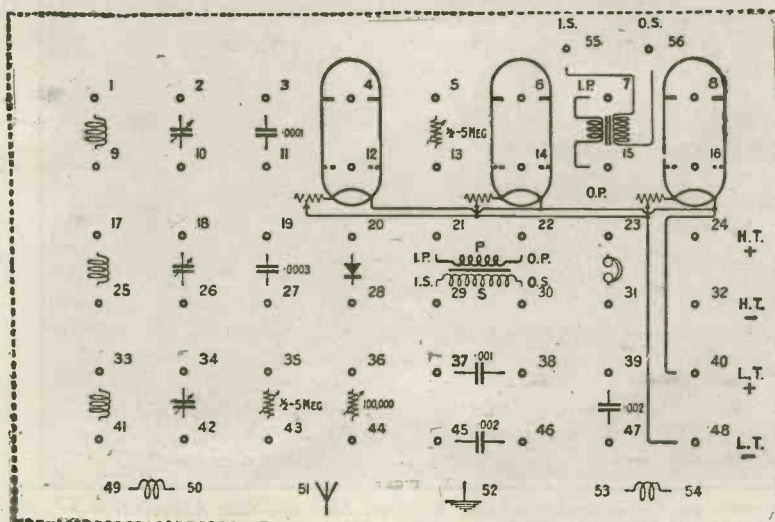 I.S. O.S.
55 56
1 2 3 4 5 6 I.P. 7 8
.0001 ½-5 MEG
9 10 11 12 13 14 15 16
O.P.
17 18 19 20 21 22 23 24 H.T. +
I.P. P O.P.
.0003
I.S. S O.S.
25 26 27 28 29 30 31 32 H.T. -
33 34 35 36 37 .001 38 39 40 L.T. +
½-5 MEG 100,000 .002
41 42 43 44 45 .002 46 47 48 L.T. -
49 50 51 52 53 54